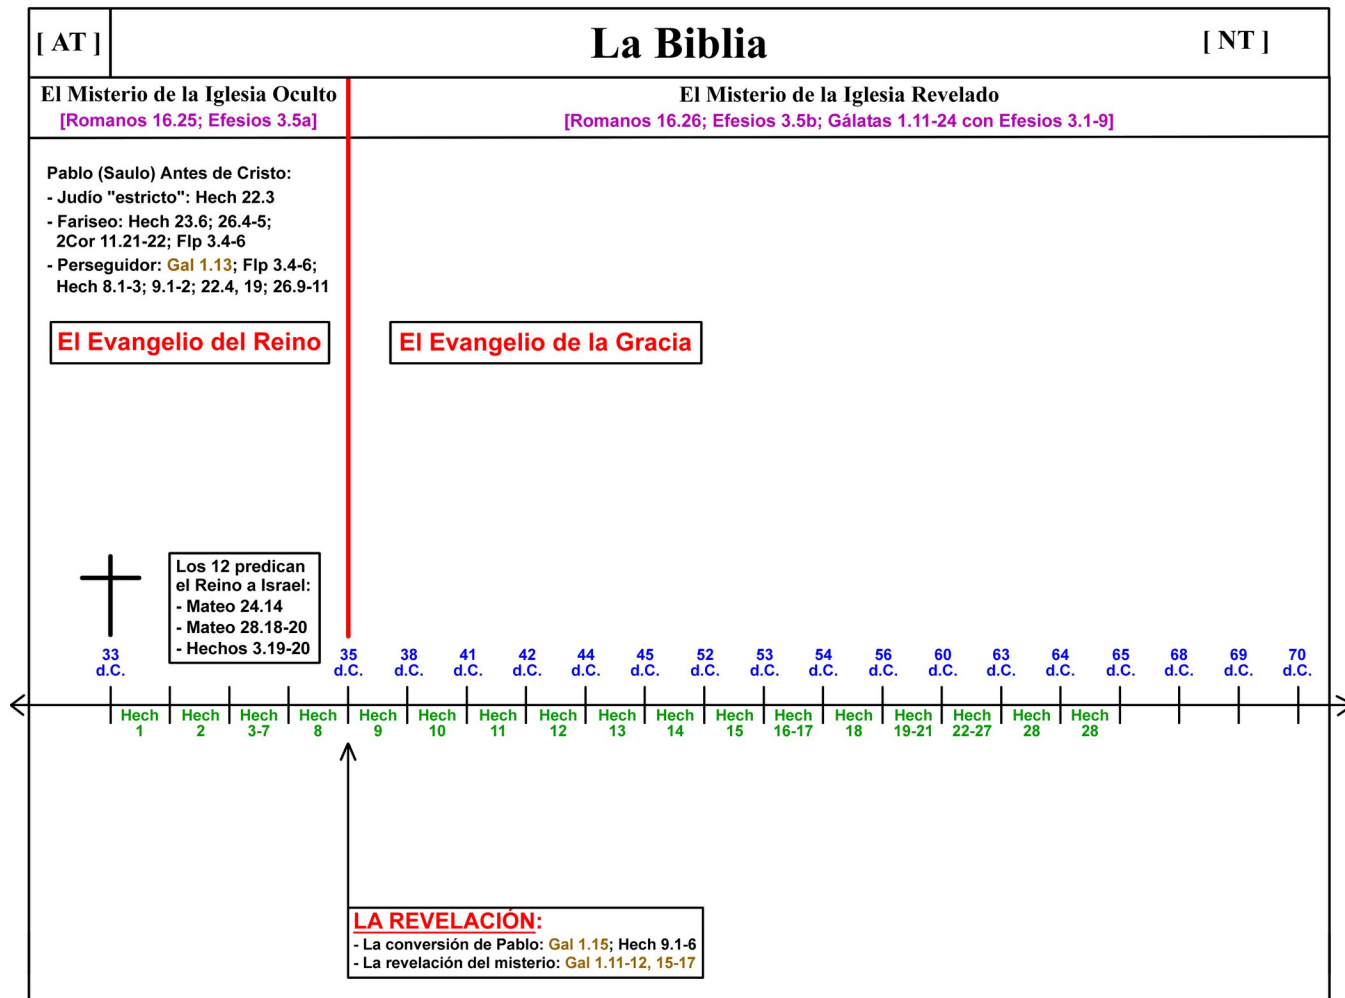 [ AT ]
La Biblia
[ NT ]
El Misterio de la Iglesia Oculto
[Romanos 16.25; Efesios 3.5a]
El Misterio de la Iglesia Revelado
[Romanos 16.26; Efesios 3.5b; Gálatas 1.11-24 con Efesios 3.1-9]
Pablo (Saulo) Antes de Cristo:
- Judío "estricto": Hech 22.3
- Fariseo: Hech 23.6; 26.4-5;
2Cor 11.21-22; Flp 3.4-6
- Perseguidor: Gal 1.13; Flp 3.4-6;
Hech 8.1-3; 9.1-2; 22.4, 19; 26.9-11
El Evangelio del Reino
El Evangelio de la Gracia
Los 12 predican
el Reino a Israel:
- Mateo 24.14
- Mateo 28.18-20
- Hechos 3.19-20
33
d.C.
35
d.C.
38
d.C.
41
d.C.
42
d.C.
44
d.C.
45
d.C.
52
d.C.
53
d.C.
54
d.C.
56
d.C.
60
d.C.
63
d.C.
64
d.C.
65
d.C.
68
d.C.
69
d.C.
70
d.C.
Hech
1
Hech
2
Hech
3-7
Hech
8
Hech
9
Hech
10
Hech
11
Hech
12
Hech
13
Hech
14
Hech
15
Hech
16-17
Hech
18
Hech
19-21
Hech
22-27
Hech
28
Hech
28
LA REVELACIÓN:
- La conversión de Pablo: Gal 1.15; Hech 9.1-6
- La revelación del misterio: Gal 1.11-12, 15-17